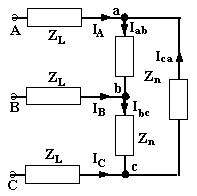 a
A Z_L I_A I_ab
I_ca
Z_L b Z_n
B I_B I_bc
Z_n
Z_L
C I_C c